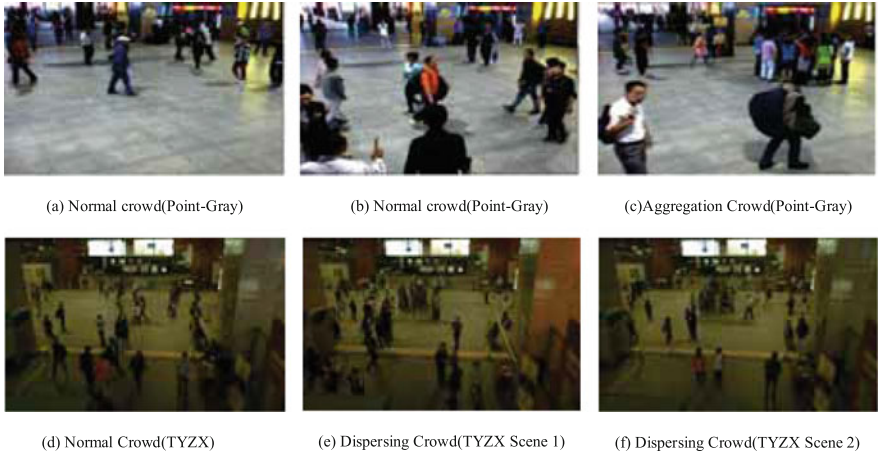 (a) Normal crowd(Point-Gray)
(b) Normal crowd(Point-Gray)
(c)Aggregation Crowd(Point-Gray)
(d) Normal Crowd(TYZX)
(e) Dispersing Crowd(TYZX Scene 1)
(f) Dispersing Crowd(TYZX Scene 2)